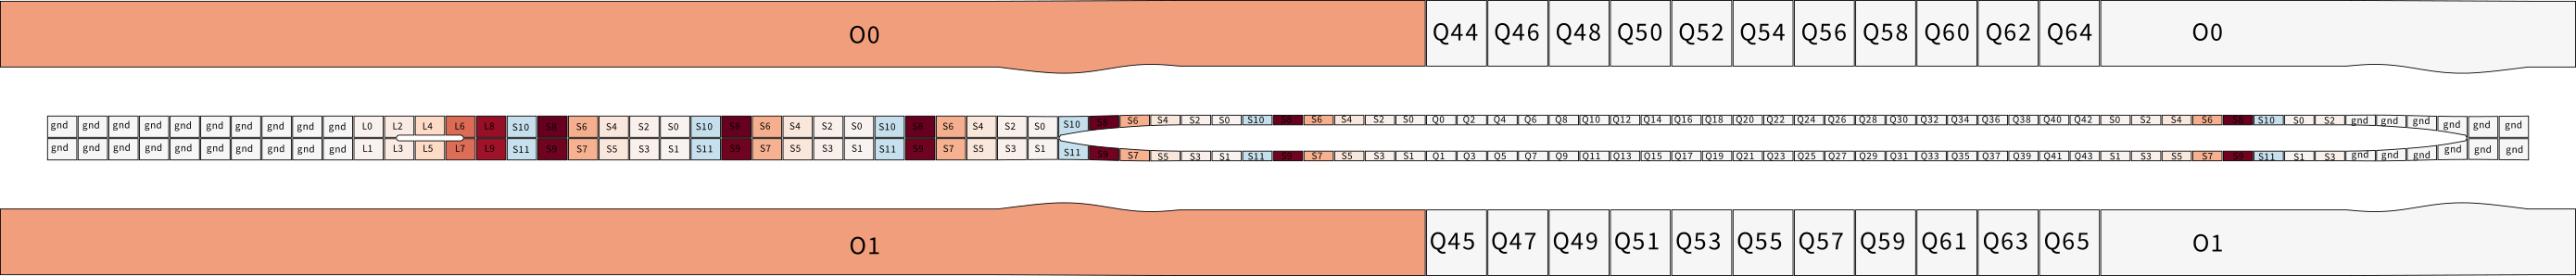 O0 Q44 Q46 Q48 Q50 Q52 Q54 Q56 Q58 Q60 Q62 Q64 O0
gnd gnd gnd gnd gnd gnd gnd gnd gnd gnd L0 L2 L4 L6 L8 S10 S8 S6 S4 S2 S0 S10 S8 S6 S4 S2 S0 S10 S8 S6 S4 S2 S0 S10 S8 S6 S4 S2 S0 S10 S8 S6 S4 S2 S0 Q0 Q2 Q4 Q6 Q8 Q10 Q12 Q14 Q16 Q18 Q20 Q22 Q24 Q26 Q28 Q30 Q32 Q34 Q36 Q38 Q40 Q42 S0 S2 S4 S6 S8 S10 S0 S2 gnd gnd gnd gnd gnd gnd
gnd gnd gnd gnd gnd gnd gnd gnd gnd gnd L1 L3 L5 L7 L9 S11 S9 S7 S5 S3 S1 S11 S9 S7 S5 S3 S1 S11 S9 S7 S5 S3 S1 S11 S9 S7 S5 S3 S1 S11 S9 S7 S5 S3 S1 Q1 Q3 Q5 Q7 Q9 Q11 Q13 Q15 Q17 Q19 Q21 Q23 Q25 Q27 Q29 Q31 Q33 Q35 Q37 Q39 Q41 Q43 S1 S3 S5 S7 S9 S11 S1 S3 gnd gnd gnd gnd gnd gnd
O1 Q45 Q47 Q49 Q51 Q53 Q55 Q57 Q59 Q61 Q63 Q65 O1